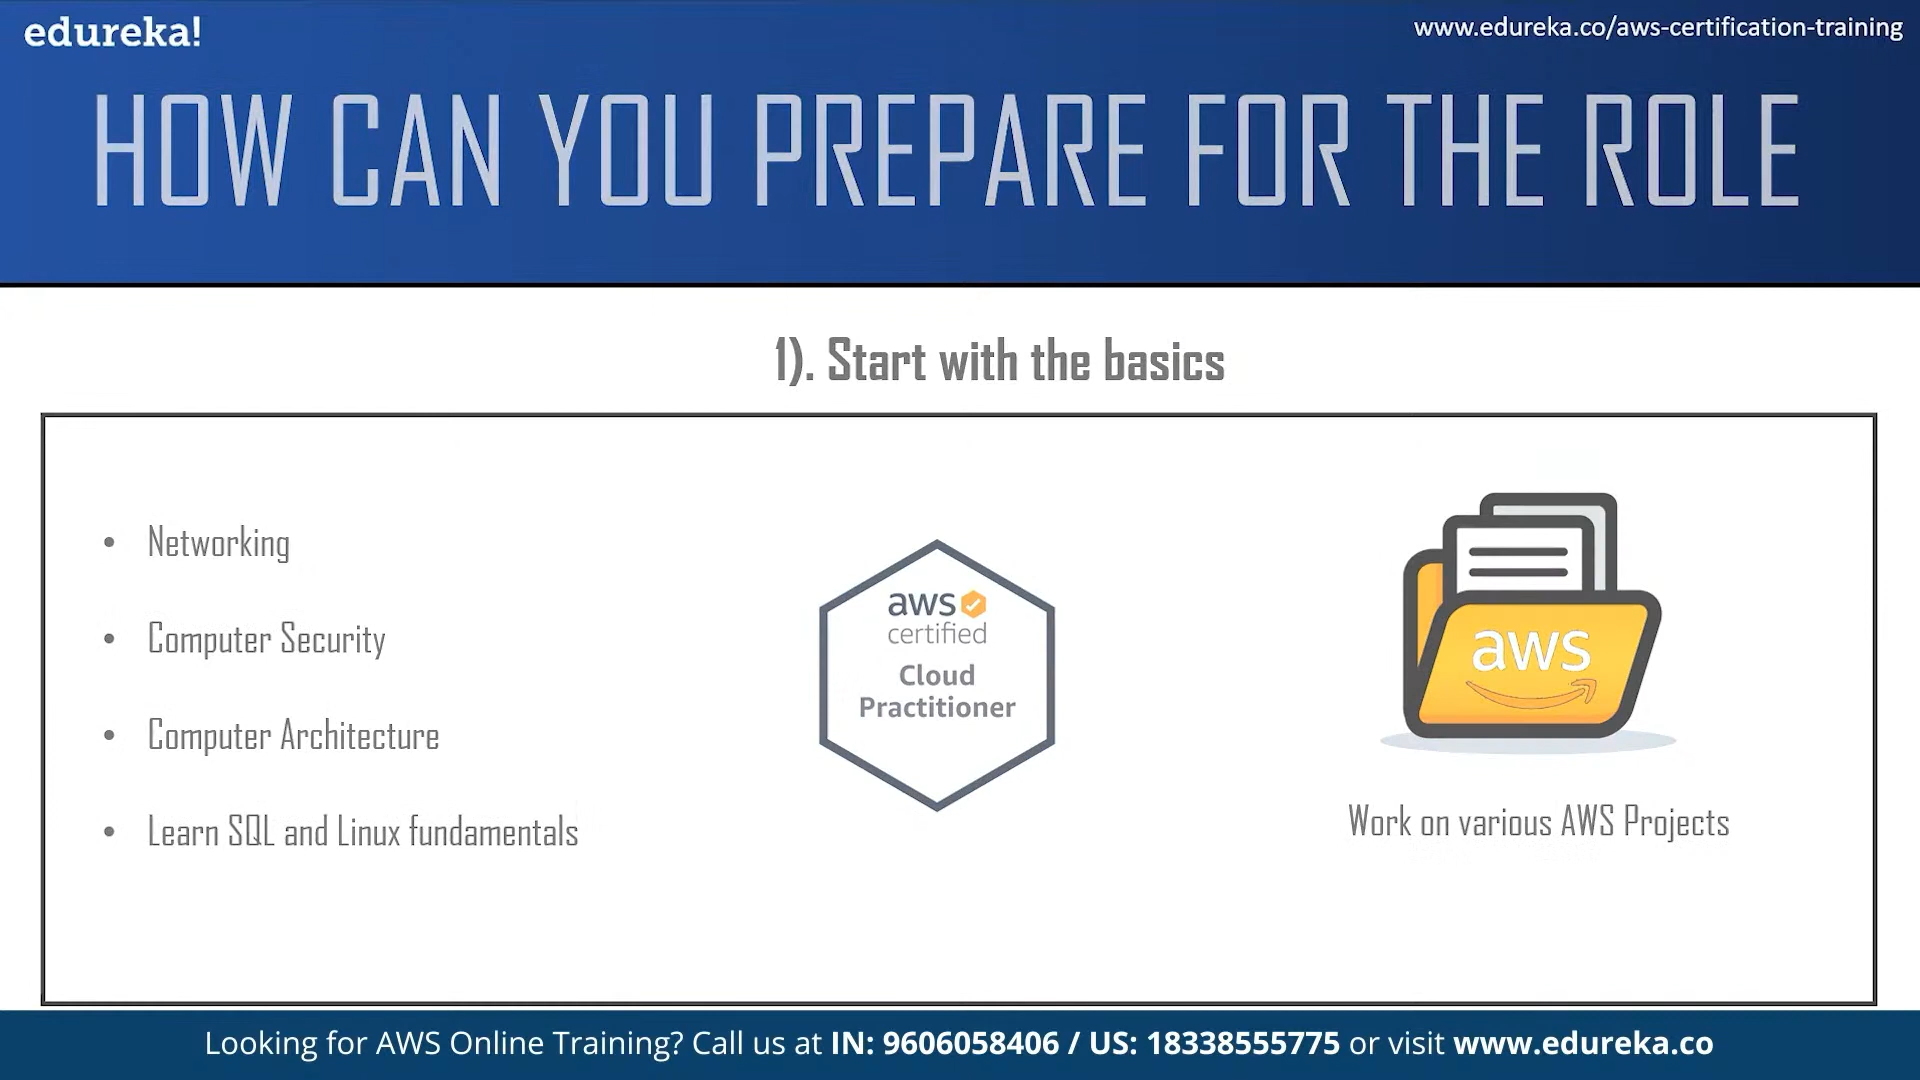 edureka!
www.edureka.co/aws-certification-training
HOW CAN YOU PREPARE FOR THE ROLE
1). Start with the basics
• Networking
• Computer Security
• Computer Architecture
• Learn SQL and Linux fundamentals
aws
certified
Cloud
Practitioner
aws
Work on various AWS Projects
Looking for AWS Online Training? Call us at IN: 9606058406 / US: 18338555775 or visit www.edureka.co